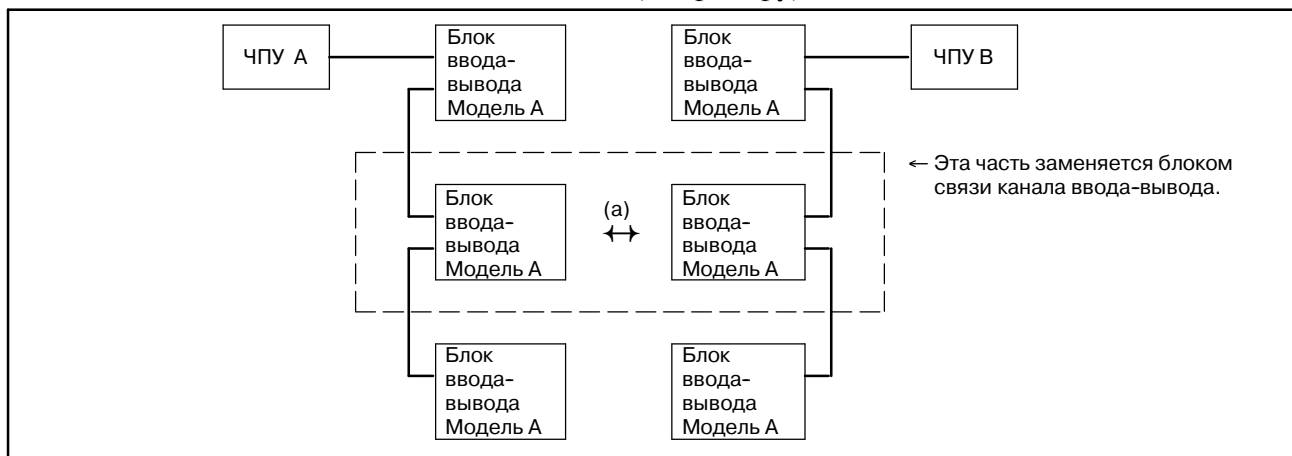 ЧПУ А
Блок
ввода-
вывода
Модель А
Блок
ввода-
вывода
Модель А
ЧПУ В
← Эта часть заменяется блоком
связи канала ввода-вывода.
Блок
ввода-
вывода
Модель А
(а)
Блок
ввода-
вывода
Модель А
Блок
ввода-
вывода
Модель А
Блок
ввода-
вывода
Модель А